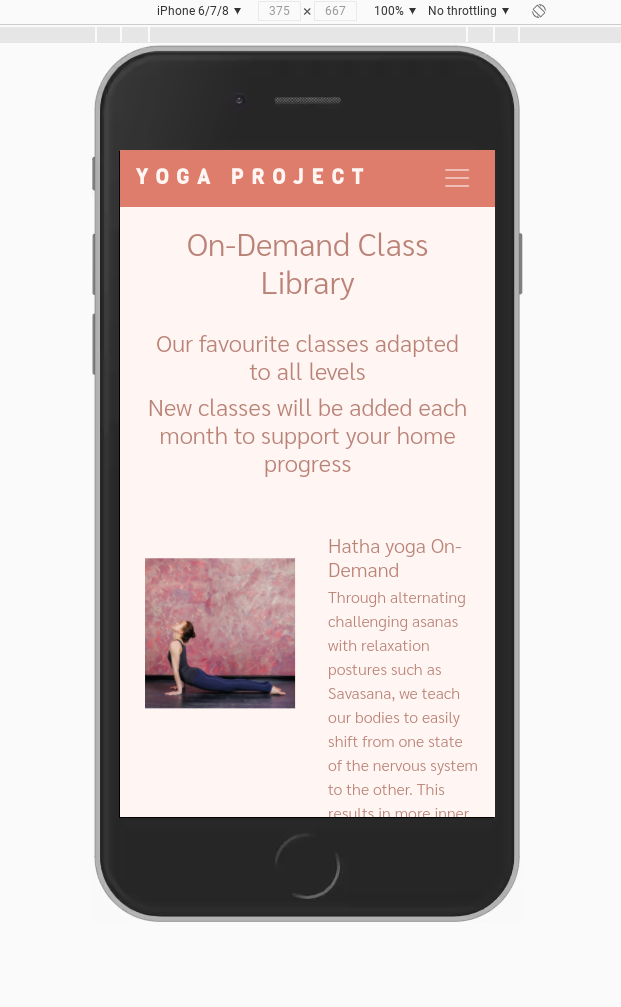 iPhone 6/7/8 ▼ 375 × 667 100% ▼ No throttling ▼
YOGA PROJECT
On-Demand Class
Library
Our favourite classes adapted
to all levels
New classes will be added each
month to support your home
progress
Hatha yoga On-
Demand
Through alternating
challenging asanas
with relaxation
postures such as
Savasana, we teach
our bodies to easily
shift from one state
of the nervous system
to the other. This
results in more inner